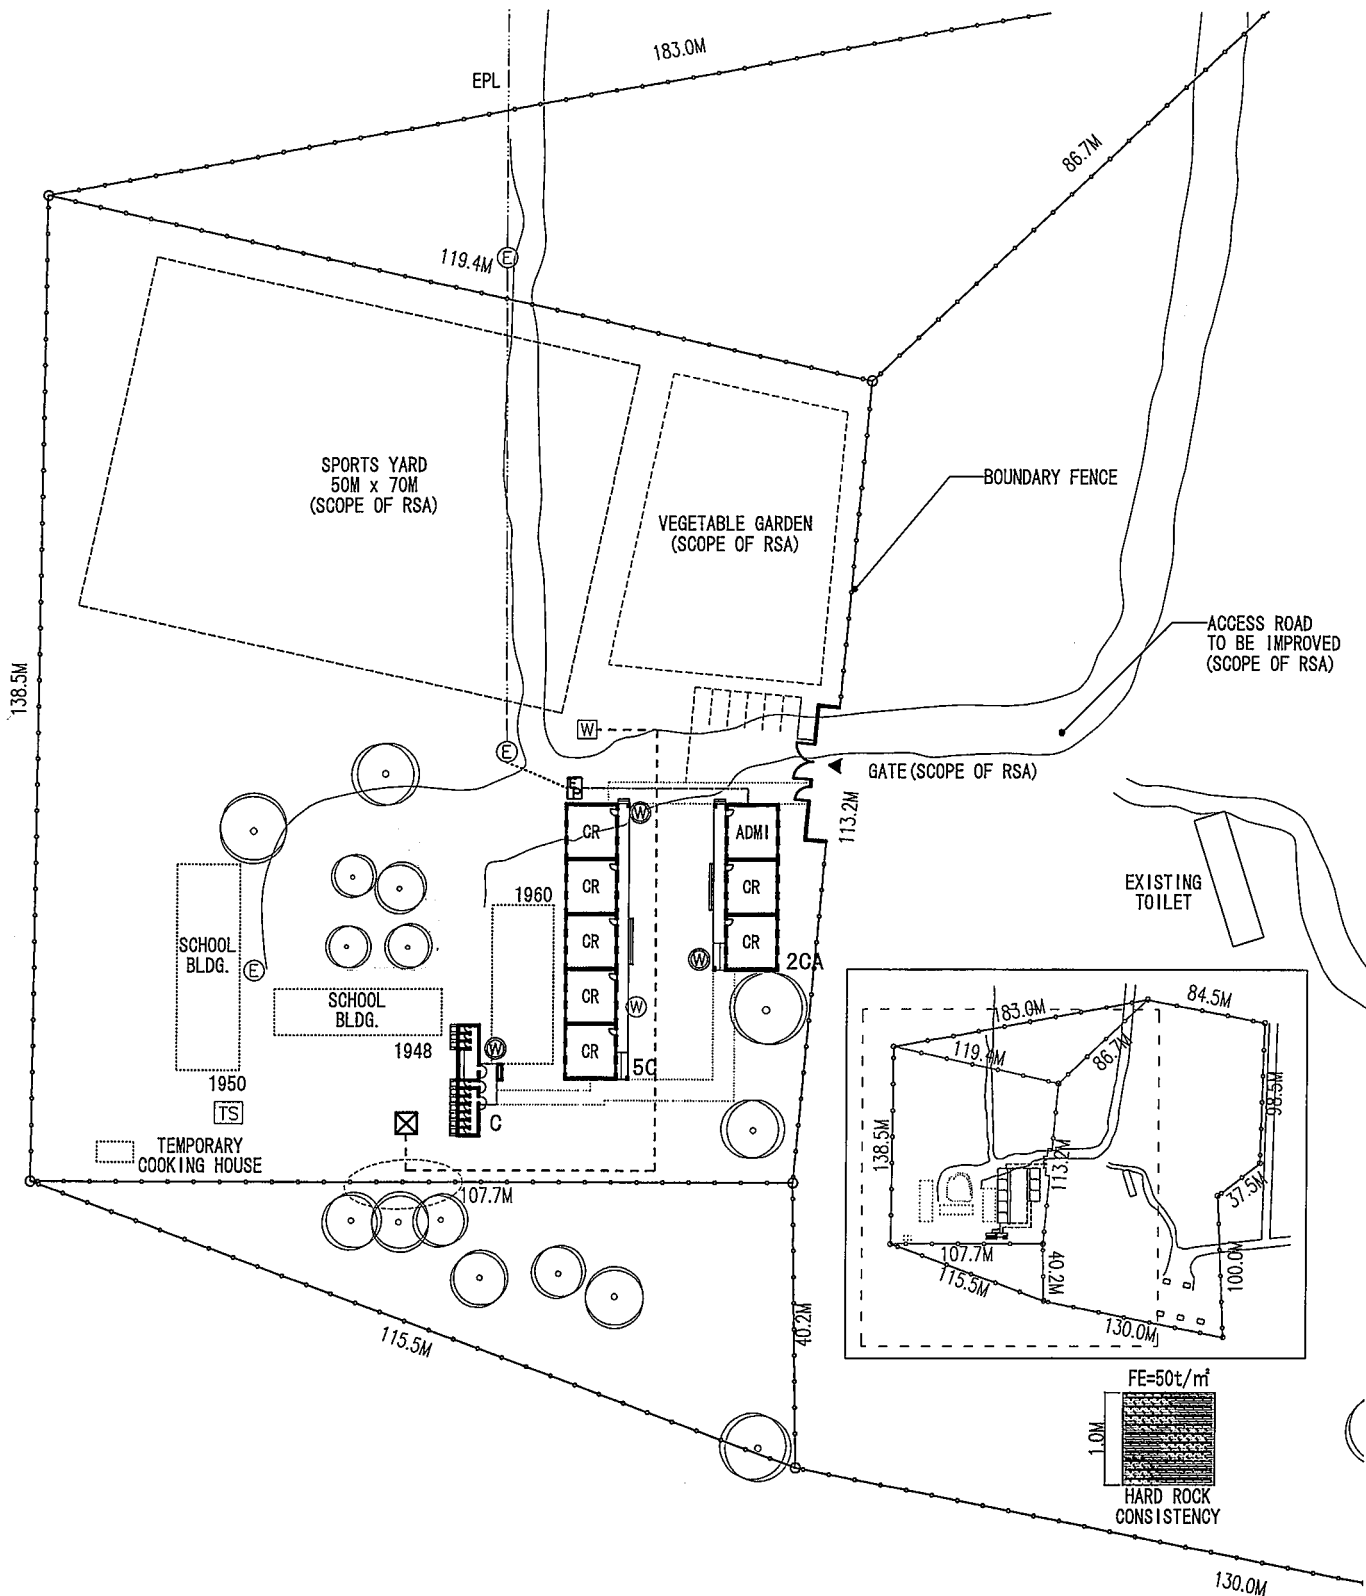 183.0M
EPL
86.7M
119.4M
E
SPORTS YARD
50M x 70M
(SCOPE OF RSA)
BOUNDARY FENCE
VEGETABLE GARDEN
(SCOPE OF RSA)
ACCESS ROAD
TO BE IMPROVED
(SCOPE OF RSA)
138.5M
W
E
GATE(SCOPE OF RSA)
113.2M
CR
W
ADMI
CR
CR
EXISTING
TOILET
1960
CR
CR
W
2CA
SCHOOL
BLDG.
E
SCHOOL
BLDG.
CR
W
1948
W
CR
5C
1950
TS
C
TEMPORARY
COOKING HOUSE
107.7M
115.5M
40.2M
130.0M
183.0M
84.5M
119.4M
86.7M
98.5M
138.5M
113.2M
37.5M
107.7M
115.5M
40.2M
100.0M
130.0M
FE=50t/㎡
1.0M
HARD ROCK
CONSISTENCY